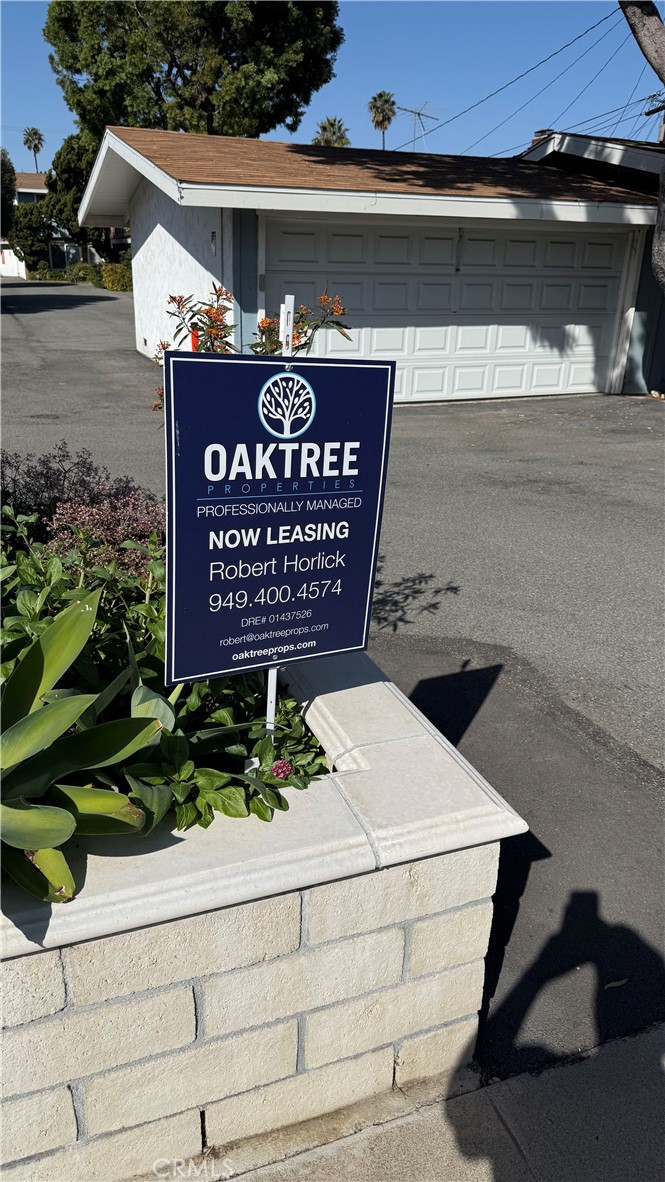 OAKTREE
PROPERTIES
PROFESSIONALLY MANAGED
NOW LEASING
Robert Horlick
949.400.4574
DRE# 01437526
robert@oaktreeprops.com
oaktreeprops.com
CRMLS